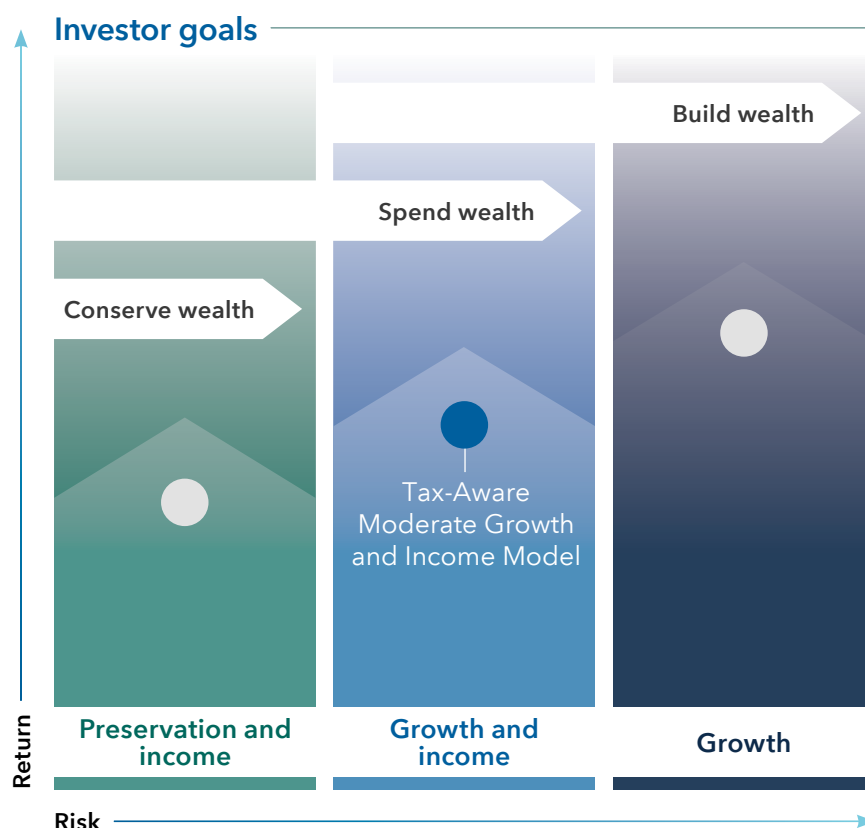 Investor goals
Build wealth
Spend wealth
Conserve wealth
Tax-Aware
Moderate Growth
and Income Model
Return
Preservation and
income
Growth and
income
Growth
Risk